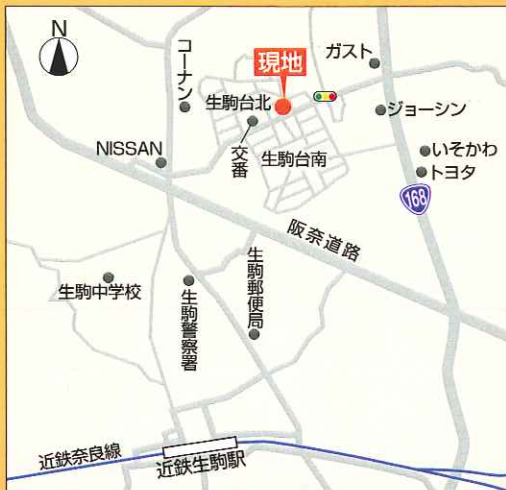 N
コーナン
現地
ガスト
生駒台北
ジョーシン
交番
生駒台南
NISSAN
いそかわ
トヨタ
168
阪奈道路
生駒中学校
生駒警察署
生駒郵便局
近鉄奈良線
近鉄生駒駅